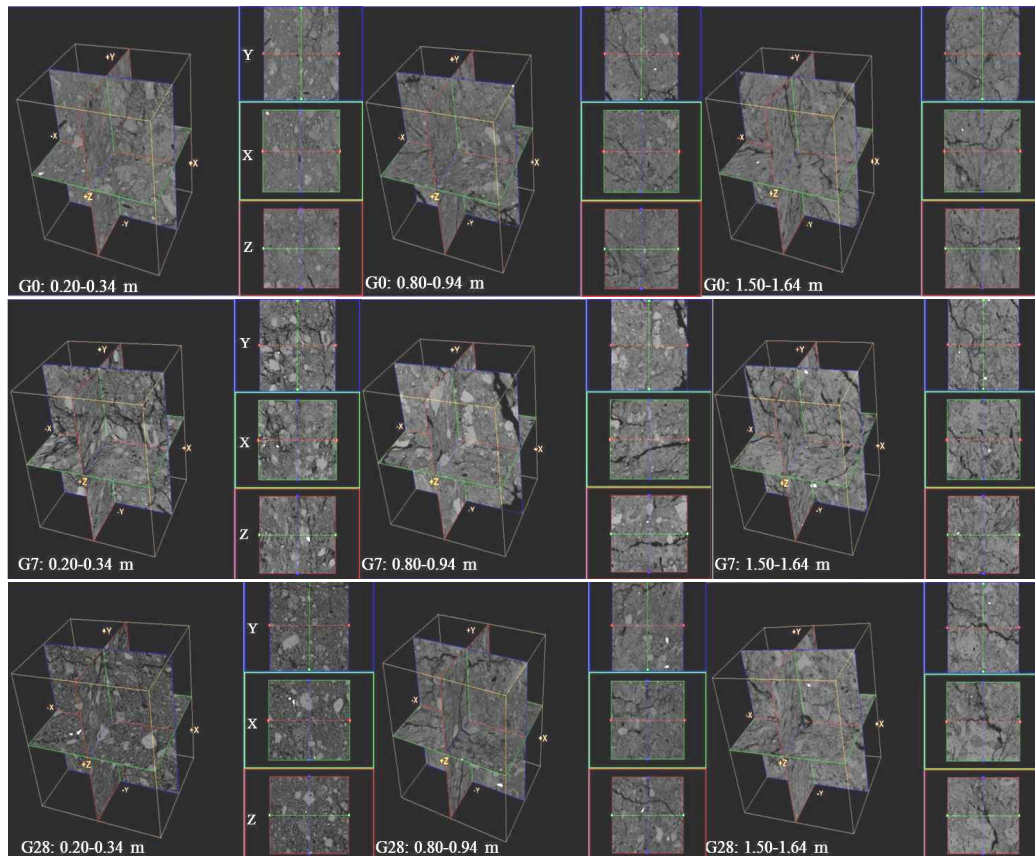 +Y
-X
+X
+Z
-Y
Y
X
Z
G0: 0.20-0.34 m
+Y
-X
+X
+Z
-Y
G0: 0.80-0.94 m
+Y
-X
+X
+Z
-Y
G0: 1.50-1.64 m
+Y
-X
+X
+Z
-Y
Y
X
Z
G7: 0.20-0.34 m
+Y
-X
+X
+Z
-Y
G7: 0.80-0.94 m
+Y
-X
+X
+Z
-Y
G7: 1.50-1.64 m
+Y
-X
+X
+Z
-Y
Y
X
Z
G28: 0.20-0.34 m
+Y
-X
+X
+Z
-Y
G28: 0.80-0.94 m
+Y
-X
+X
+Z
-Y
G28: 1.50-1.64 m